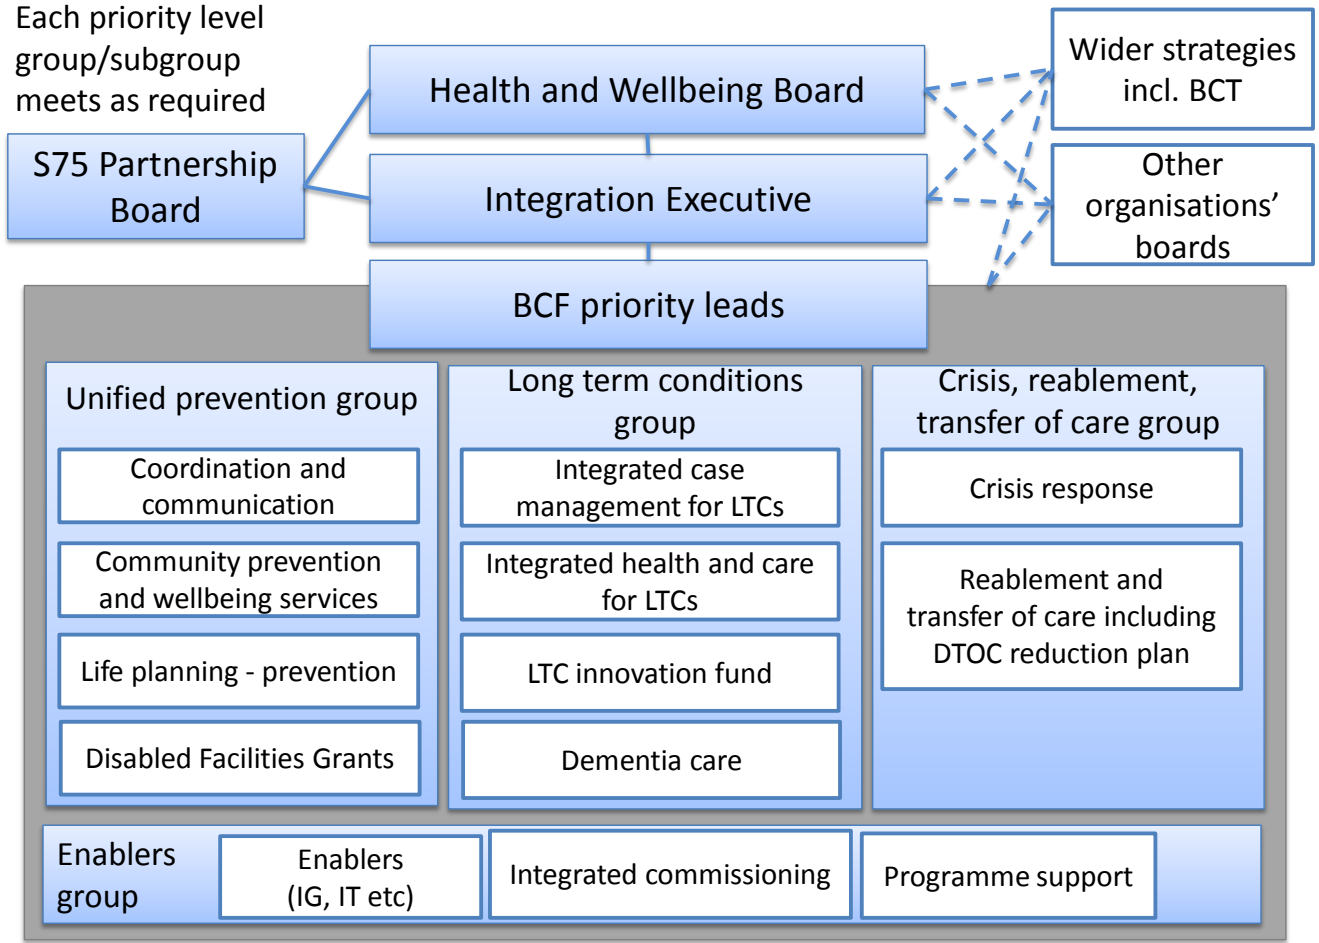 Each priority level
group/subgroup
meets as required
Health and Wellbeing Board
Wider strategies
incl. BCT
S75 Partnership
Board
Integration Executive
Other
organisations’
boards
BCF priority leads
Unified prevention group
Coordination and
communication
Community prevention
and wellbeing services
Life planning - prevention
Disabled Facilities Grants
Long term conditions
group
Integrated case
management for LTCs
Integrated health and care
for LTCs
LTC innovation fund
Dementia care
Crisis, reablement,
transfer of care group
Crisis response
Reablement and
transfer of care including
DTOC reduction plan
Enablers
group
Enablers
(IG, IT etc)
Integrated commissioning
Programme support